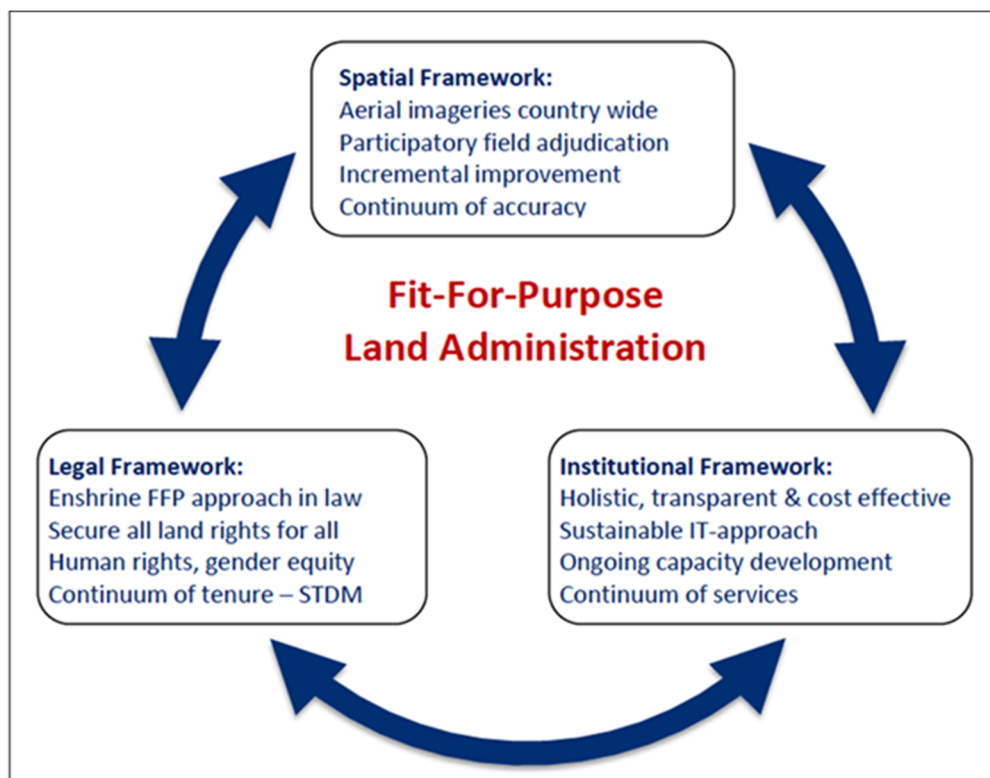 Spatial Framework:
Aerial imageries country wide
Participatory field adjudication
Incremental improvement
Continuum of accuracy
Fit-For-Purpose
Land Administration
Legal Framework:
Enshrine FFP approach in law
Secure all land rights for all
Human rights, gender equity
Continuum of tenure – STDM
Institutional Framework:
Holistic, transparent & cost effective
Sustainable IT-approach
Ongoing capacity development
Continuum of services